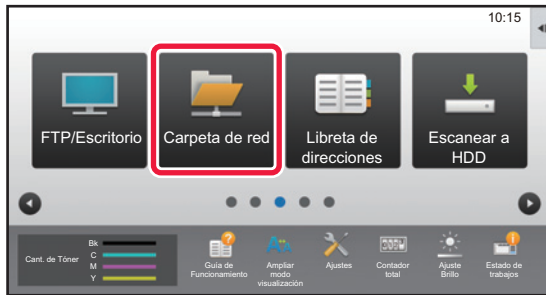 10:15
FTP/Escritorio
Carpeta de red
Libreta de
direcciones
Escanear a
HDD
Cant. de Tóner
Bk
C
M
Y
Guía de
Funcionamiento
Ampliar
modo
visualización
Ajustes
Contador
total
Ajuste
Brillo
Estado de
trabajos